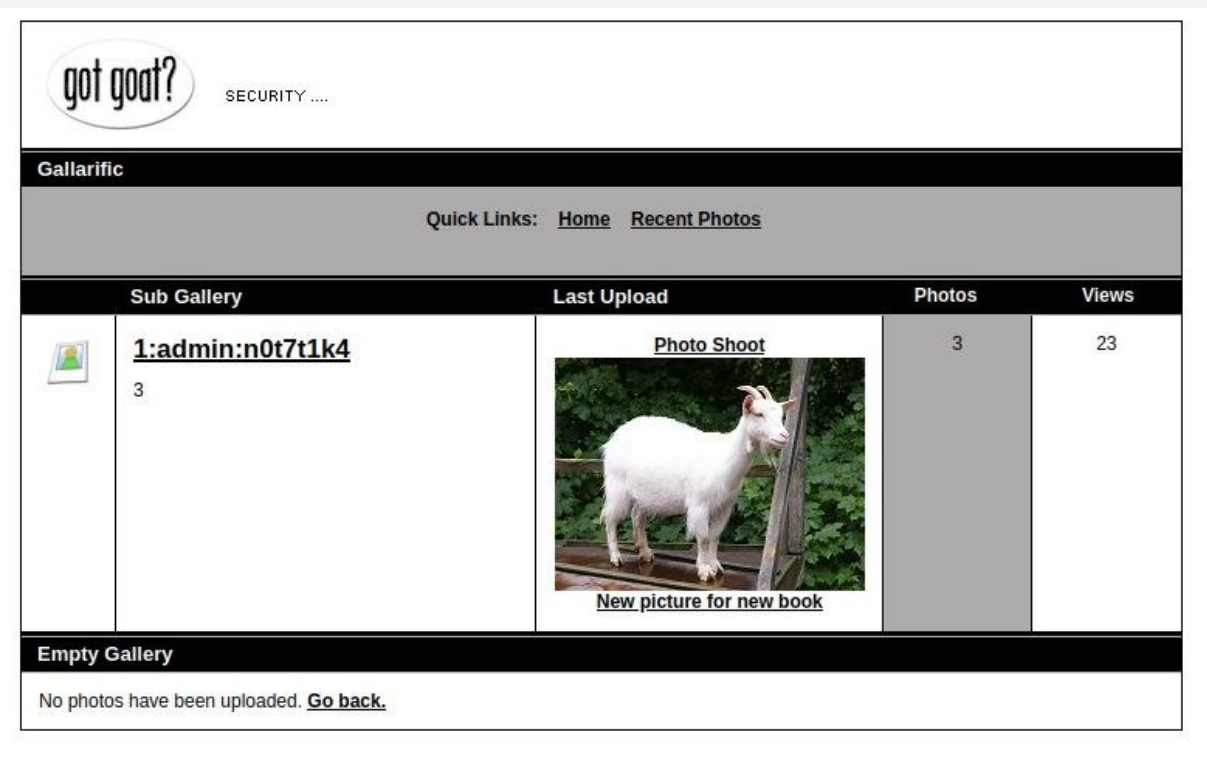 got goat?
SECURITY ....
Gallarific
Quick Links: Home Recent Photos
Sub Gallery Last Upload Photos Views
1:admin:n0t7t1k4 Photo Shoot 3 23
3
New picture for new book
Empty Gallery
No photos have been uploaded. Go back.